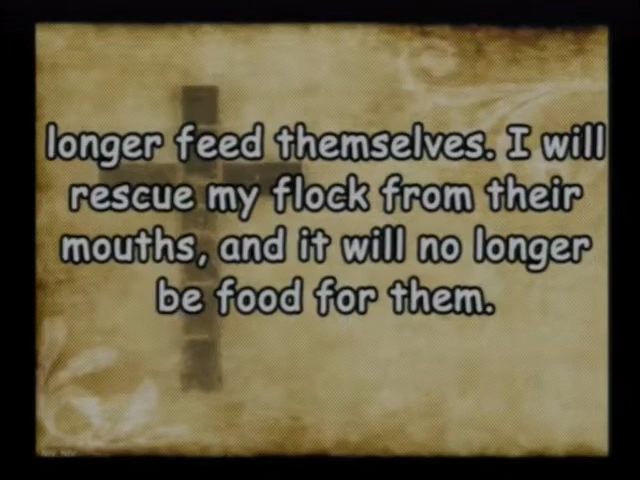 longer feed themselves. I will
rescue my flock from their
mouths, and it will no longer
be food for them.